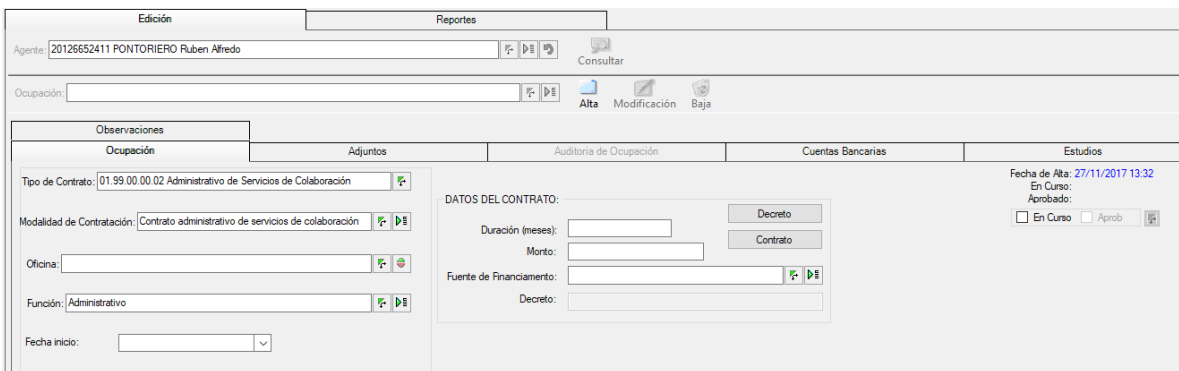 Edición Reportes
Agente: 20126652411 PONTORIERO Ruben Alfredo
Consultar
Ocupación:
Alta Modificación Baja
Observaciones
Ocupación Adjuntos Auditoria de Ocupación Cuentas Bancarias Estudios
Tipo de Contrato: 01.99.00.00.02 Administrativo de Servicios de Colaboración
Modalidad de Contratación: Contrato administrativo de servicios de colaboración
Oficina:
Función: Administrativo
Fecha inicio:
DATOS DEL CONTRATO:
Decreto
Duración (meses):
Contrato
Monto:
Fuente de Financiamento:
Decreto:
Fecha de Alta: 27/11/2017 13:32
En Curso:
Aprobado:
En Curso Aprob